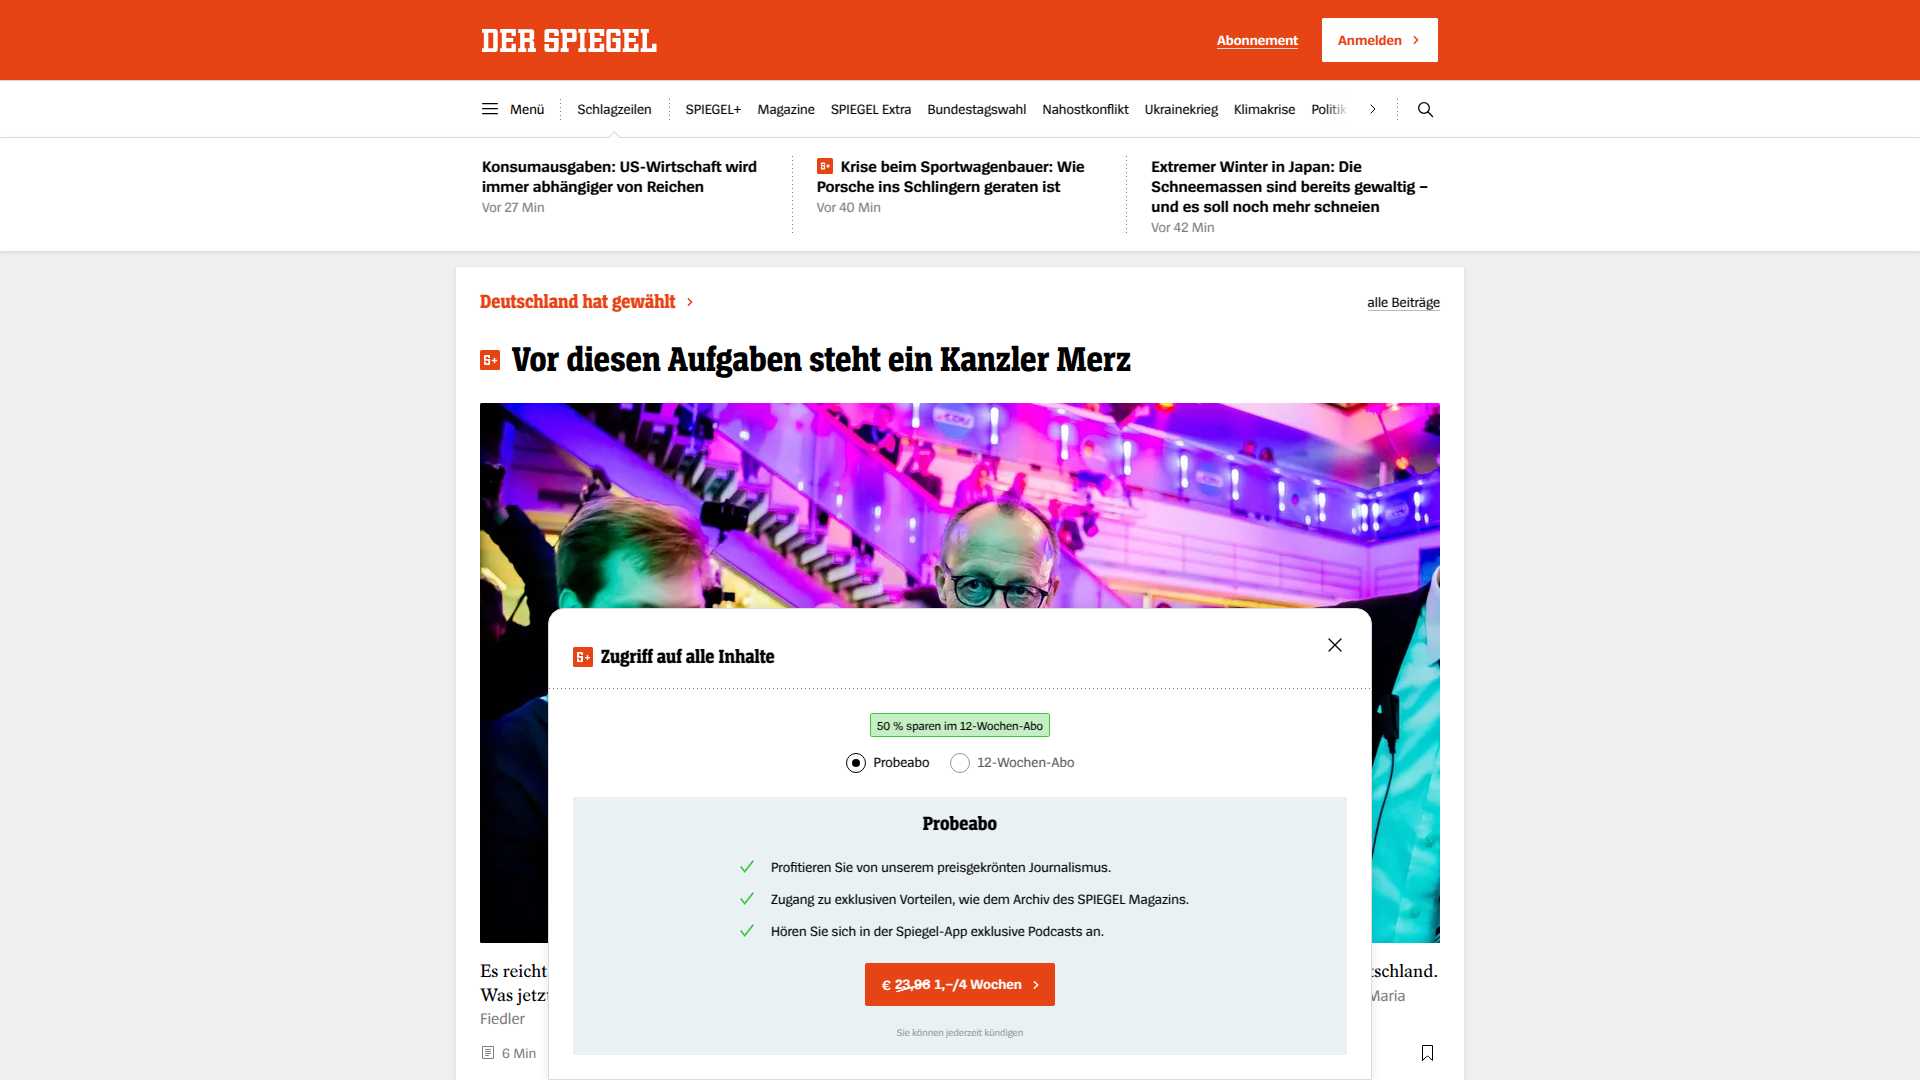 DER SPIEGEL
Abonnement
Anmelden
Menü
Schlagzeilen
SPIEGEL+
Magazine
SPIEGEL Extra
Bundestagswahl
Nahostkonflikt
Ukrainekrieg
Klimakrise
Politik
Konsumausgaben: US-Wirtschaft wird
immer abhängiger von Reichen
Vor 27 Min
Krise beim Sportwagenbauer: Wie
Porsche ins Schlingern geraten ist
Vor 40 Min
Extremer Winter in Japan: Die
Schneemassen sind bereits gewaltig –
und es soll noch mehr schneien
Vor 42 Min
Deutschland hat gewählt
alle Beiträge
Vor diesen Aufgaben steht ein Kanzler Merz
Zugriff auf alle Inhalte
50 % sparen im 12-Wochen-Abo
Probeabo
12-Wochen-Abo
Probeabo
Profitieren Sie von unserem preisgekrönten Journalismus.
Zugang zu exklusiven Vorteilen, wie dem Archiv des SPIEGEL Magazins.
Hören Sie sich in der Spiegel-App exklusive Podcasts an.
€ 23,96 1,–/4 Wochen
Sie können jederzeit kündigen
Es reicht
tschland.
Was jetzt
Maria
Fiedler
6 Min